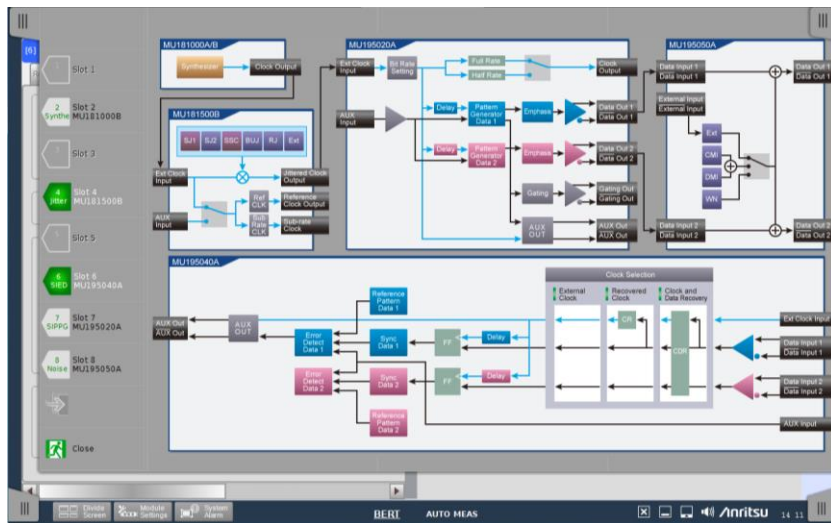 [6]
1
Slot 1
2
Synthe
Slot 2
MU181000B
3
Slot 3
4
Jitter
Slot 4
MU181500B
5
Slot 5
6
SIED
Slot 6
MU195040A
7
SIPPG
Slot 7
MU195020A
8
Noise
Slot 8
MU195050A
Close
MU181000A/B
Synthesizer
Clock Output
MU181500B
SJ1 SJ2 SSC BUJ RJ Ext
Ext Clock
Input
Jittered Clock
Output
AUX
Input
Ref
CLK
Reference
Clock Output
Sub
Rate
CLK
Sub-rate
Clock
MU195020A
Ext Clock
Input
Bit Rate
Setting
Full Rate
Half Rate
Clock
Output
AUX
Input
Delay
Pattern
Generator
Data 1
Emphasis
Data Out 1
Data Out 1
Delay
Pattern
Generator
Data 2
Emphasis
Data Out 2
Data Out 2
Gating
Gating Out
Gating Out
AUX
OUT
AUX Out
AUX Out
MU195050A
Data Input 1
Data Input 1
Data Out 1
Data Out 1
External Input
External Input
Ext
CMI
DMI
WN
Data Input 2
Data Input 2
Data Out 2
Data Out 2
MU195040A
Clock Selection
External
Clock
Recovered
Clock
Clock and
Data Recovery
CR
CDR
Reference
Pattern
Data 1
AUX Out
AUX Out
AUX
OUT
Error
Detect
Data 1
Sync
Data 1
FF
Delay
Ext Clock Input
Data Input 1
Data Input 1
Error
Detect
Data 2
Sync
Data 2
FF
Delay
Data Input 2
Data Input 2
Reference
Pattern
Data 2
AUX Input
Divide
Screen
Module
Settings
System
Alarm
BERT
AUTO MEAS
Anritsu
14 11